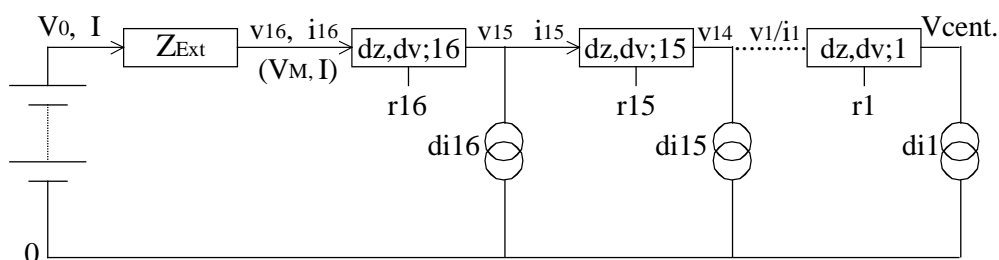 V0, I
ZExt
v16, i16
(VM, I)
dz,dv;16
r16
v15
di16
i15
dz,dv;15
r15
v14
di15
v1/i1
dz,dv;1
r1
Vcent.
di1
0